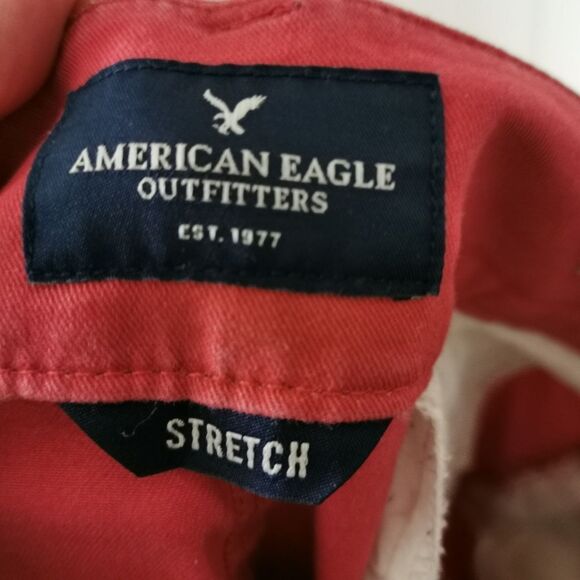 AMERICAN EAGLE
OUTFITTERS
EST. 1977
STRETCH